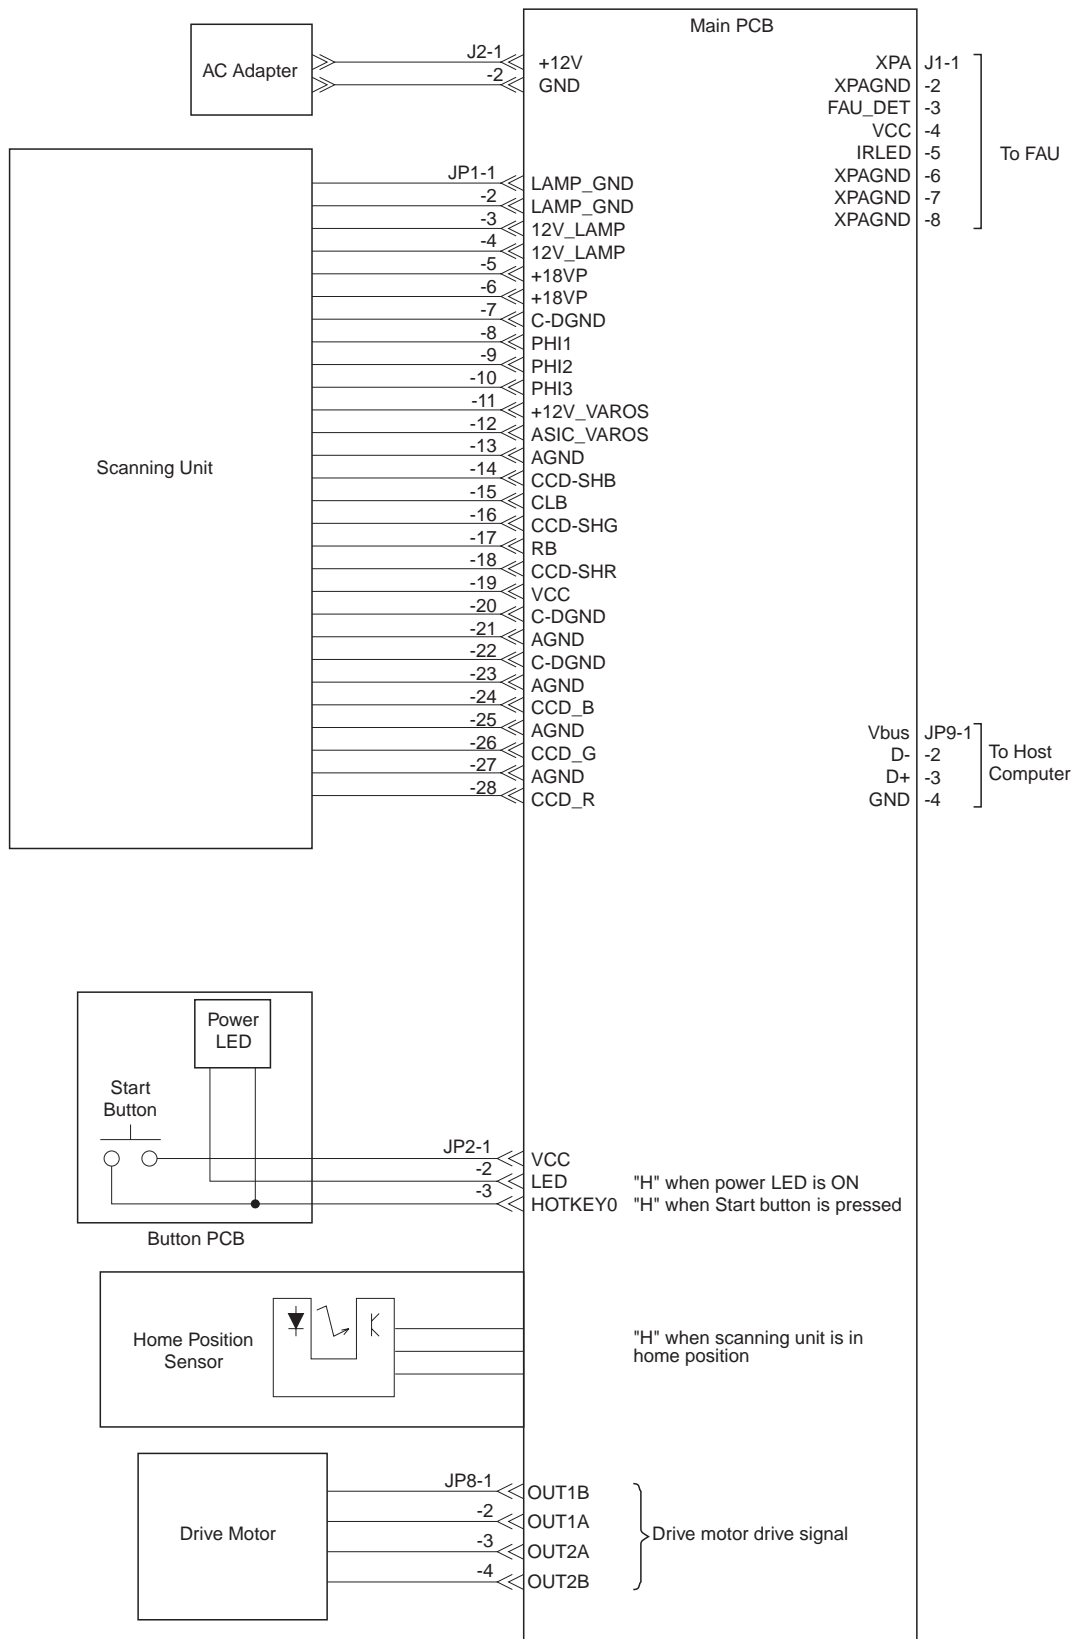 Main PCB
AC Adapter
J2-1 +12V
-2 GND
XPA J1-1
XPAGND -2
FAU_DET -3
VCC -4
IRLED -5
XPAGND -6
XPAGND -7
XPAGND -8
To FAU
Scanning Unit
JP1-1 LAMP_GND
-2 LAMP_GND
-3 12V_LAMP
-4 12V_LAMP
-5 +18VP
-6 +18VP
-7 C-DGND
-8 PHI1
-9 PHI2
-10 PHI3
-11 +12V_VAROS
-12 ASIC_VAROS
-13 AGND
-14 CCD-SHB
-15 CLB
-16 CCD-SHG
-17 RB
-18 CCD-SHR
-19 VCC
-20 C-DGND
-21 AGND
-22 C-DGND
-23 AGND
-24 CCD_B
-25 AGND
-26 CCD_G
-27 AGND
-28 CCD_R
Vbus JP9-1
D- -2
D+ -3
GND -4
To Host
Computer
Power
LED
Start
Button
JP2-1 VCC
-2 LED "H" when power LED is ON
-3 HOTKEY0 "H" when Start button is pressed
Button PCB
Home Position
Sensor
"H" when scanning unit is in
home position
Drive Motor
JP8-1 OUT1B
-2 OUT1A
-3 OUT2A
-4 OUT2B
Drive motor drive signal